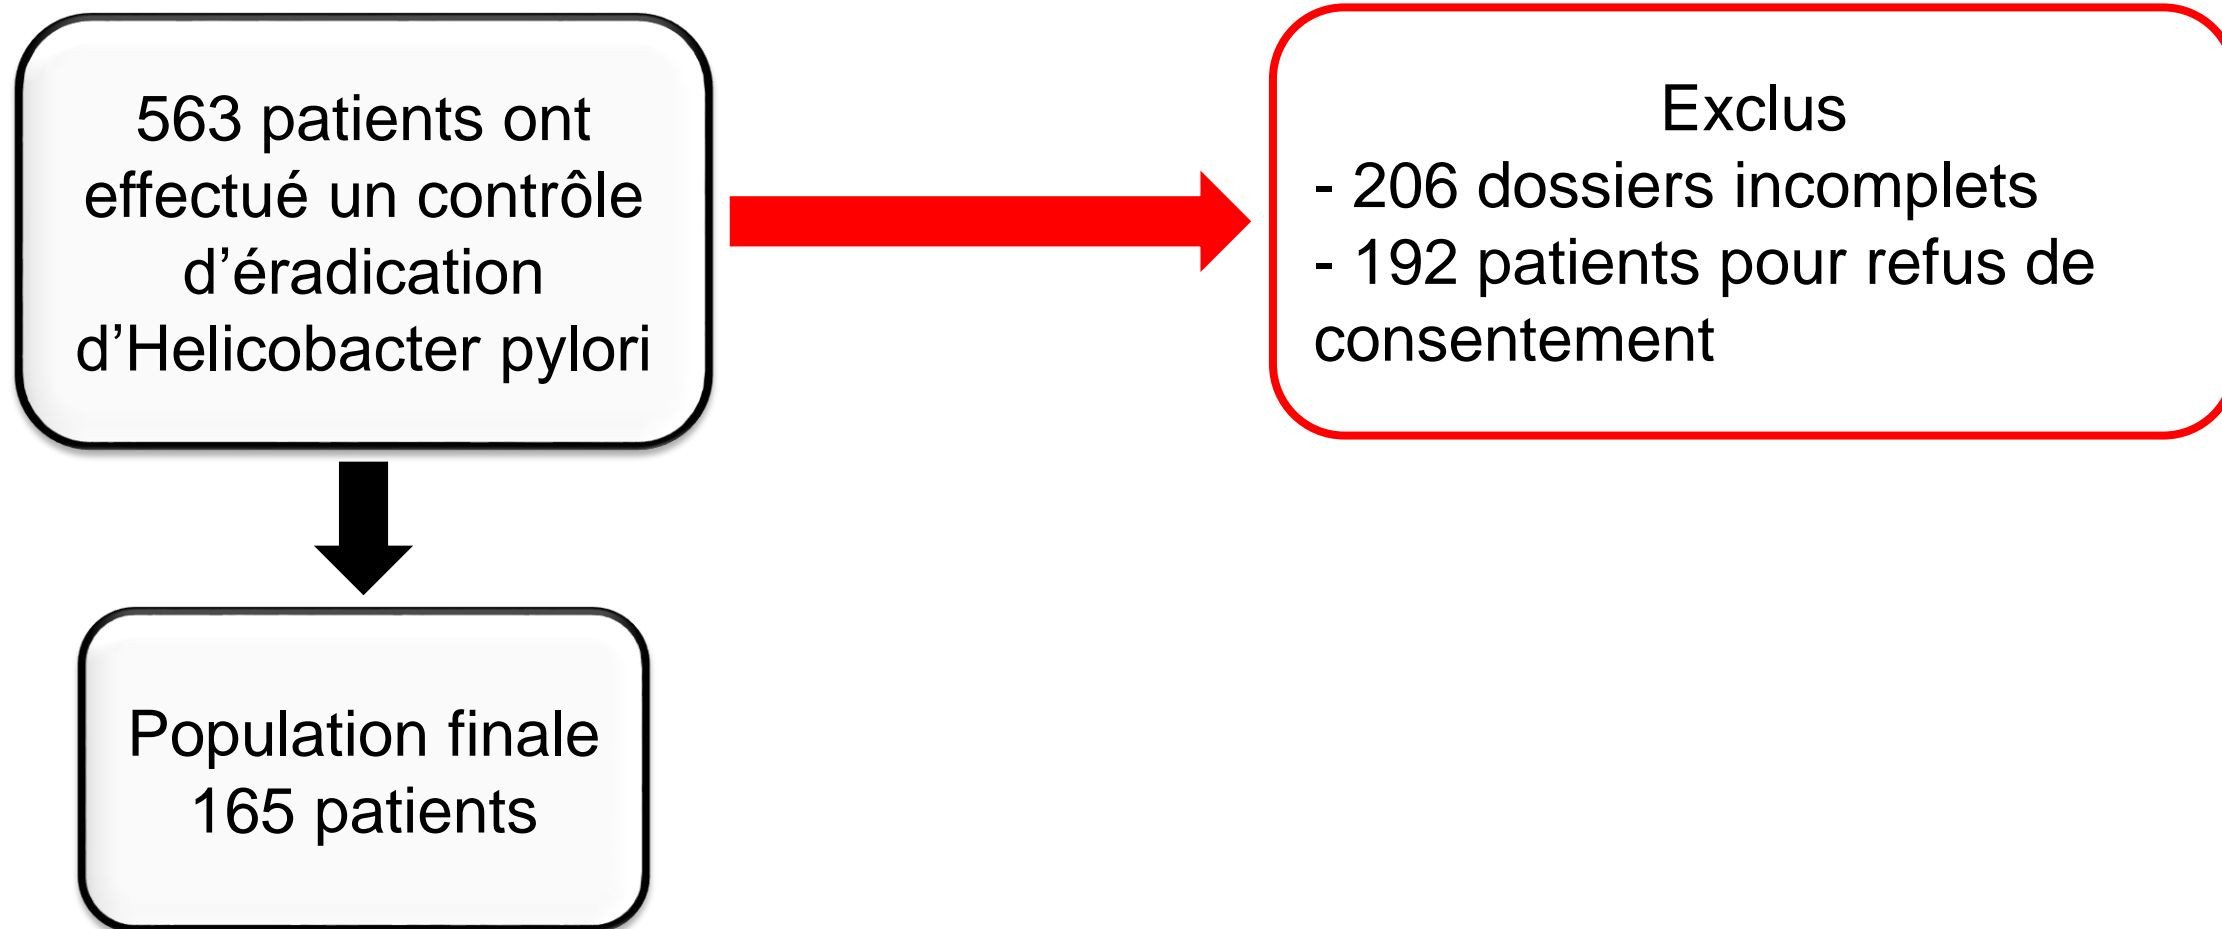 563 patients ont
effectué un contrôle
d’éradication
d’Helicobacter pylori
Exclus
- 206 dossiers incomplets
- 192 patients pour refus de
consentement
Population finale
165 patients